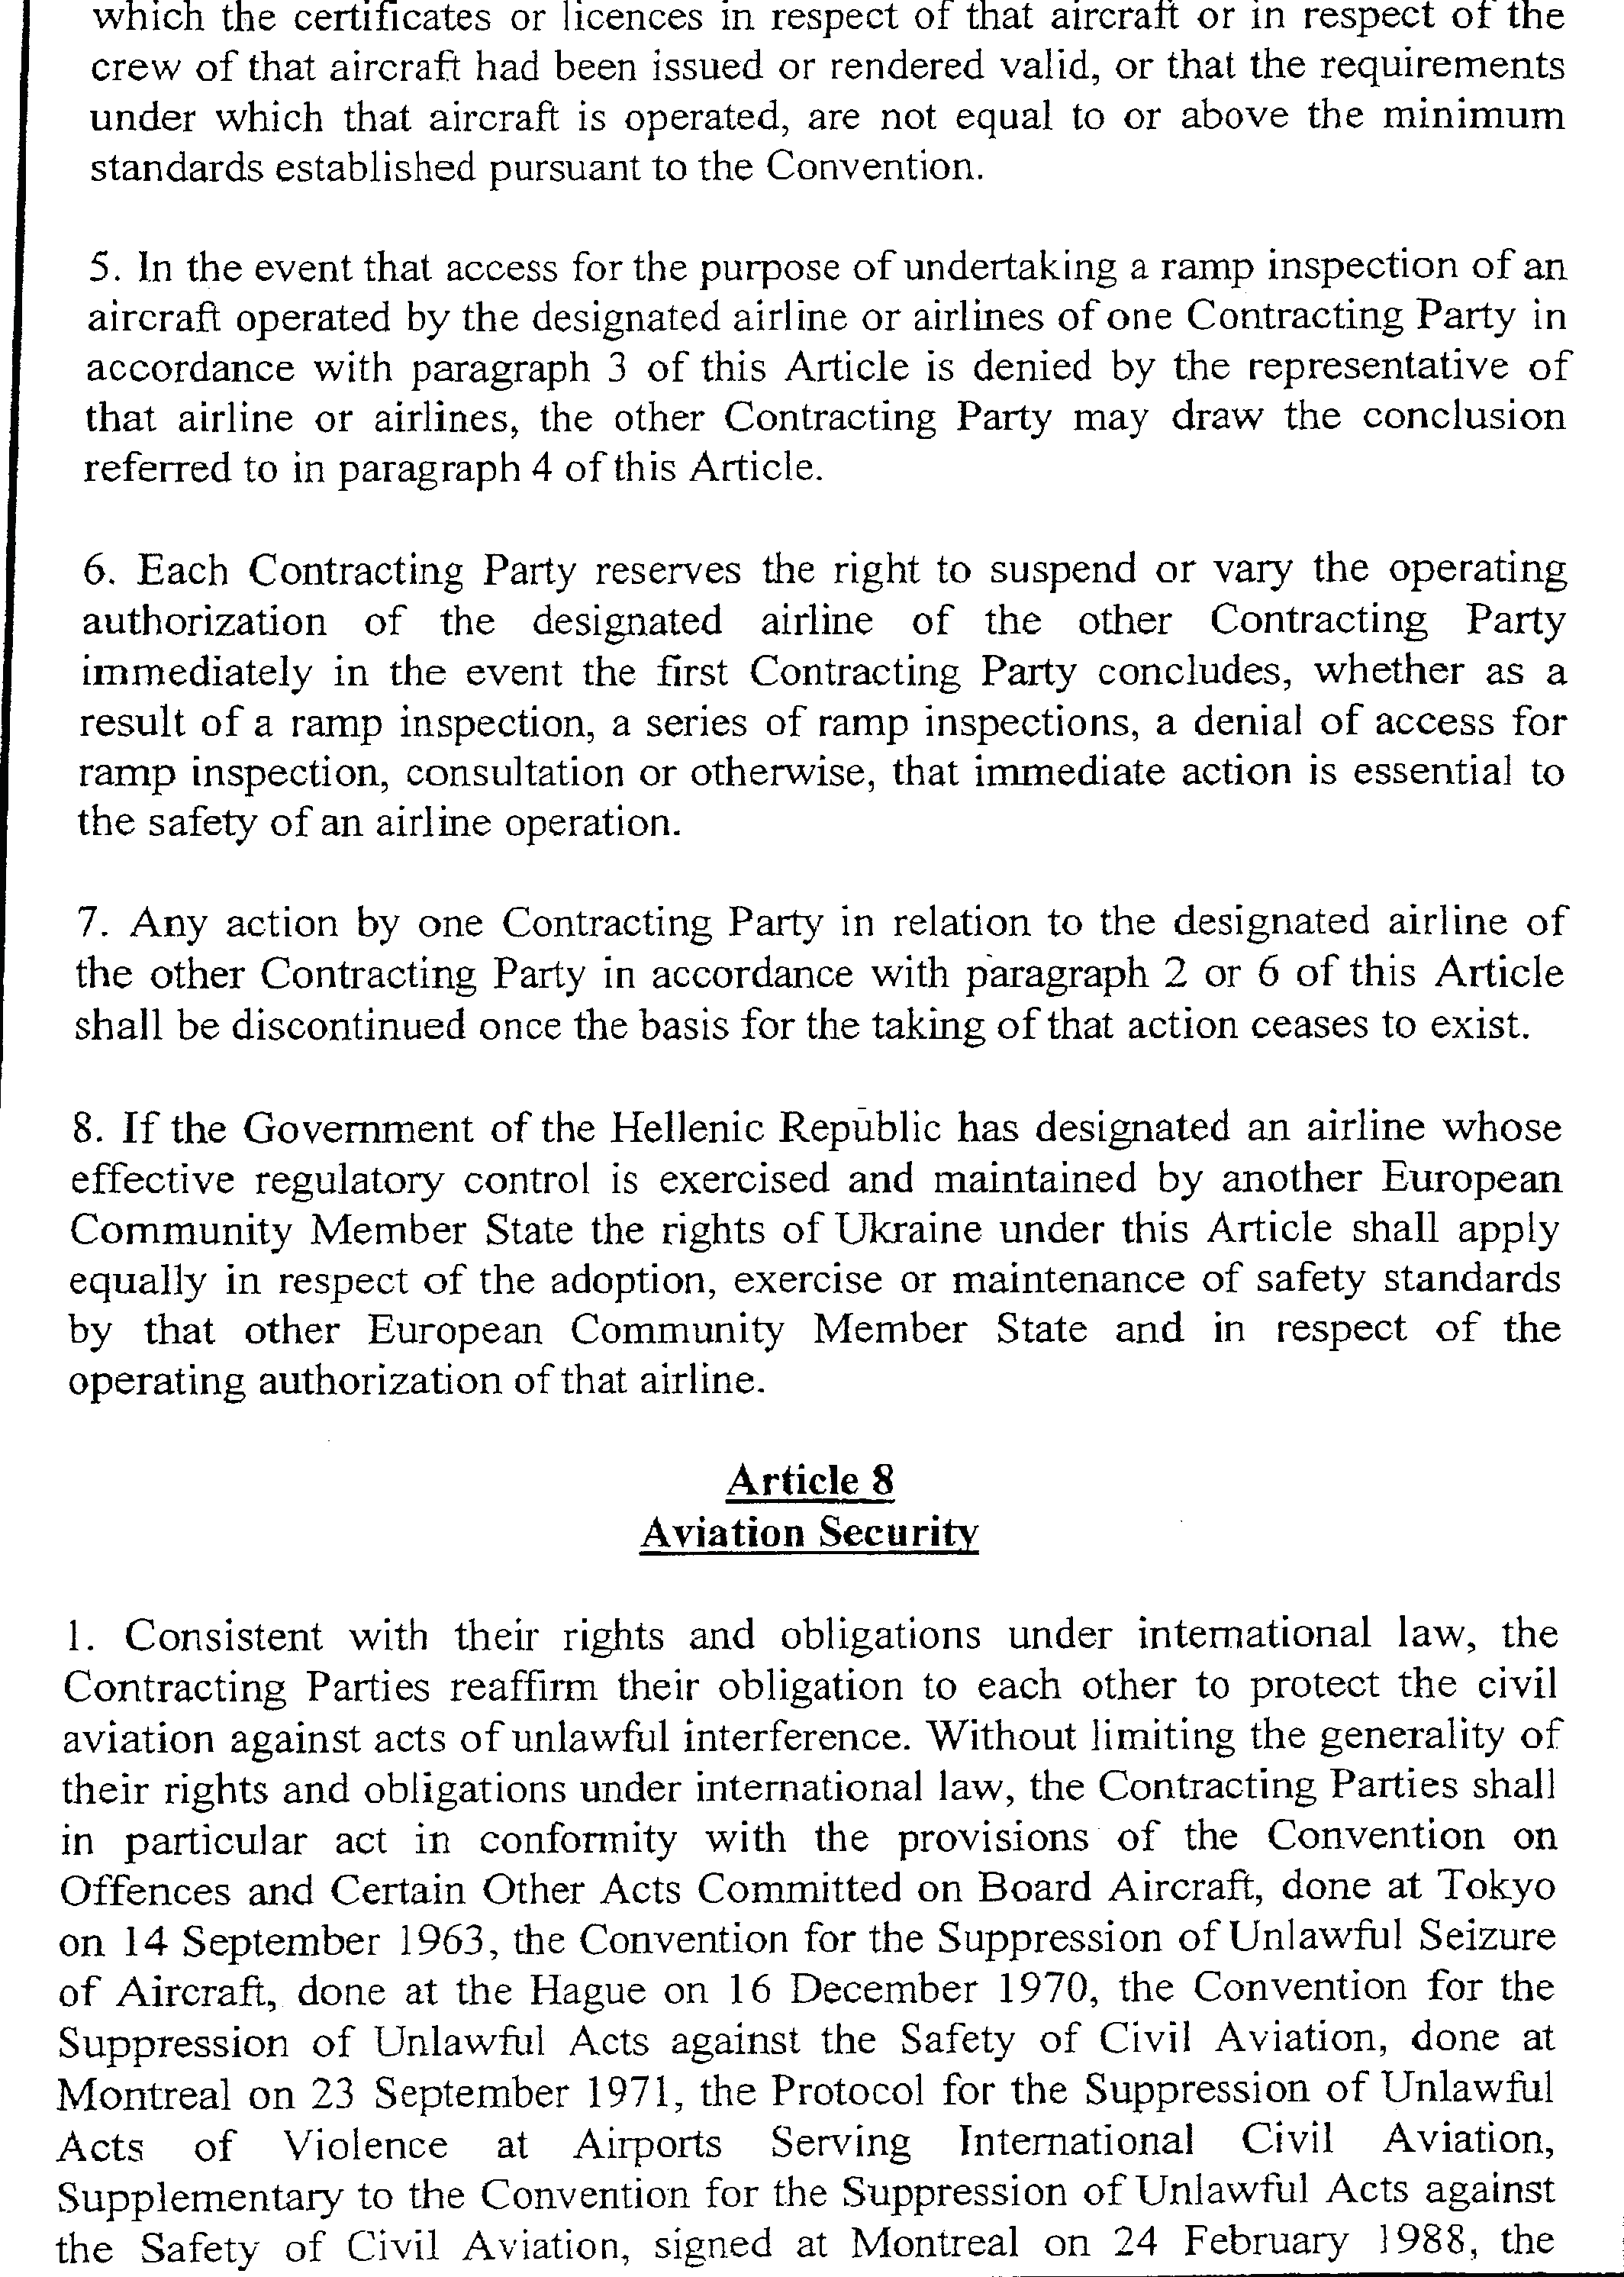 which the certificates or licences in respect of that aircraft or in respect of the
crew of that aircraft had been issued or rendered valid, or that the requirements
under which that aircraft is operated, are not equal to or above the minimum
standards established pursuant to the Convention.
5. In the event that access for the purpose of undertaking a ramp inspection of an
aircraft operated by the designated airline or airlines of one Contracting Party in
accordance with paragraph 3 of this Article is denied by the representative of
that airline or airlines, the other Contracting Party may draw the conclusion
referred to in paragraph 4 of this Article.
6. Each Contracting Party reserves the right to suspend or vary the operating
authorization of the designated airline of the other Contracting Party
immediately in the event the first Contracting Party concludes, whether as a
result of a ramp inspection, a series of ramp inspections, a denial of access for
ramp inspection, consultation or otherwise, that immediate action is essential to
the safety of an airline operation.
7. Any action by one Contracting Party in relation to the designated airline of
the other Contracting Party in accordance with paragraph 2 or 6 of this Article
shall be discontinued once the basis for the taking of that action ceases to exist.
8. If the Government of the Hellenic Republic has designated an airline whose
effective regulatory control is exercised and maintained by another European
Community Member State the rights of Ukraine under this Article shall apply
equally in respect of the adoption, exercise or maintenance of safety standards
by that other European Community Member State and in respect of the
operating authorization of that airline.
Article 8
Aviation Security
1. Consistent with their rights and obligations under international law, the
Contracting Parties reaffirm their obligation to each other to protect the civil
aviation against acts of unlawful interference. Without limiting the generality of
their rights and obligations under international law, the Contracting Parties shall
in particular act in conformity with the provisions of the Convention on
Offences and Certain Other Acts Committed on Board Aircraft, done at Tokyo
on 14 September 1963, the Convention for the Suppression of Unlawful Seizure
of Aircraft, done at the Hague on 16 December 1970, the Convention for the
Suppression of Unlawful Acts against the Safety of Civil Aviation, done at
Montreal on 23 September 1971, the Protocol for the Suppression of Unlawful
Acts of Violence at Airports Serving International Civil Aviation,
Supplementary to the Convention for the Suppression of Unlawful Acts against
the Safety of Civil Aviation, signed at Montreal on 24 February 1988, the